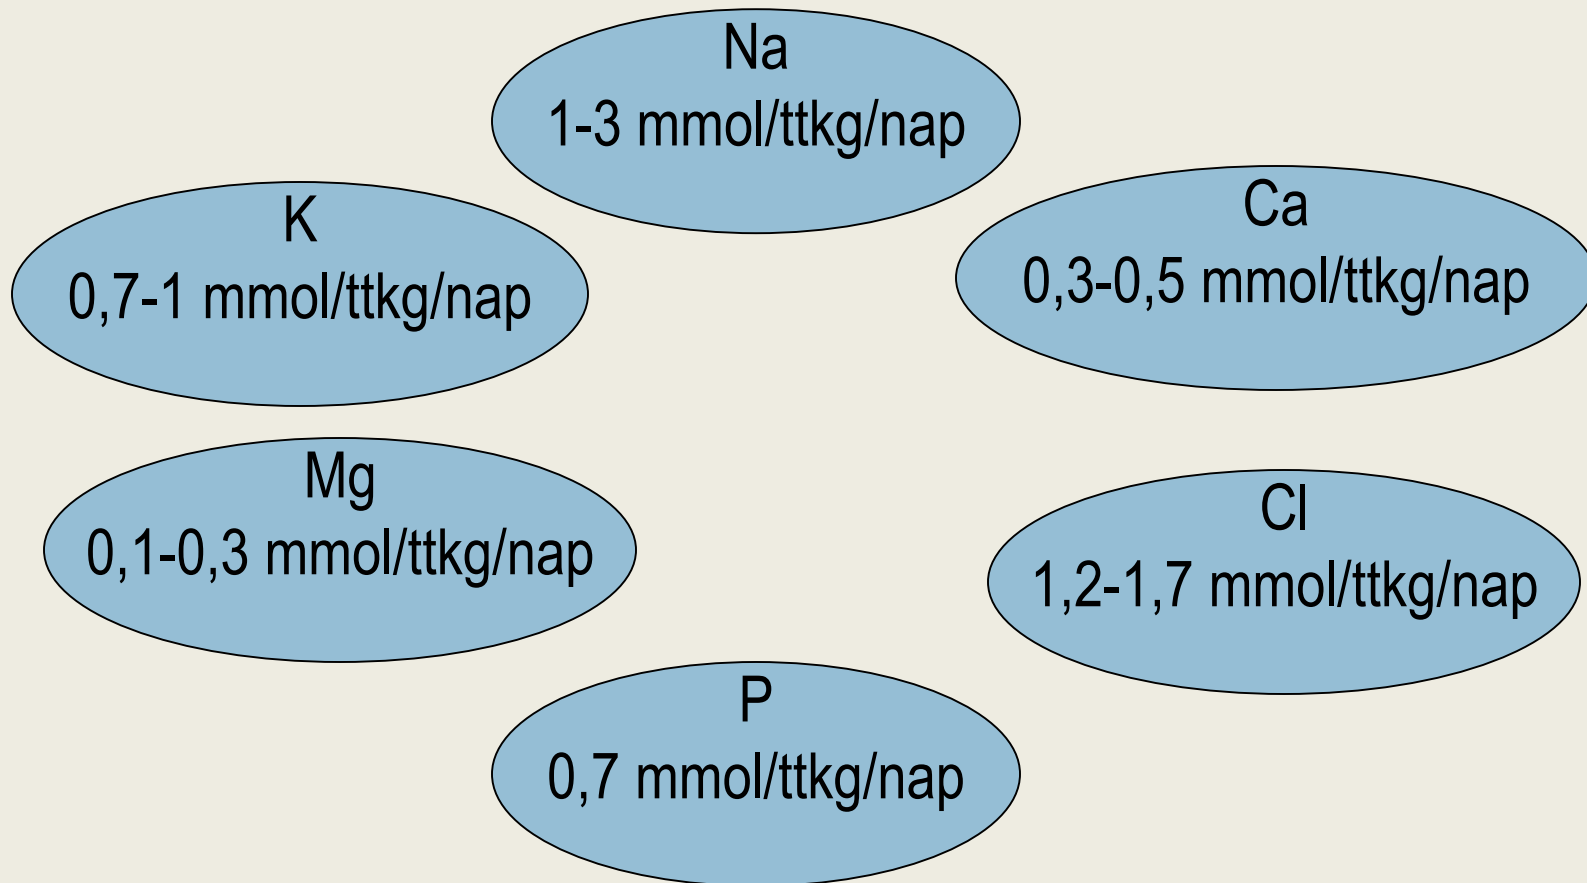 Na
1-3 mmol/ttkg/nap
K
0,7-1 mmol/ttkg/nap
Ca
0,3-0,5 mmol/ttkg/nap
Mg
0,1-0,3 mmol/ttkg/nap
Cl
1,2-1,7 mmol/ttkg/nap
P
0,7 mmol/ttkg/nap